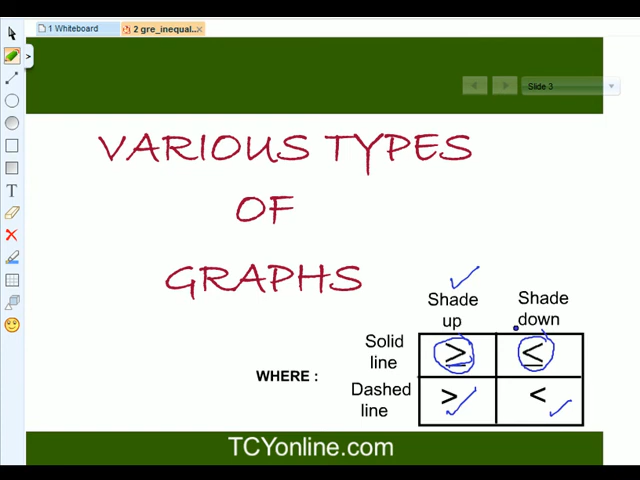 1 Whiteboard
2 gre_inequal...
Slide 3
VARIOUS TYPES
OF
GRAPHS
Shade up
Shade down
WHERE :
Solid line
≥
≤
Dashed line
>
<
TCYonline.com